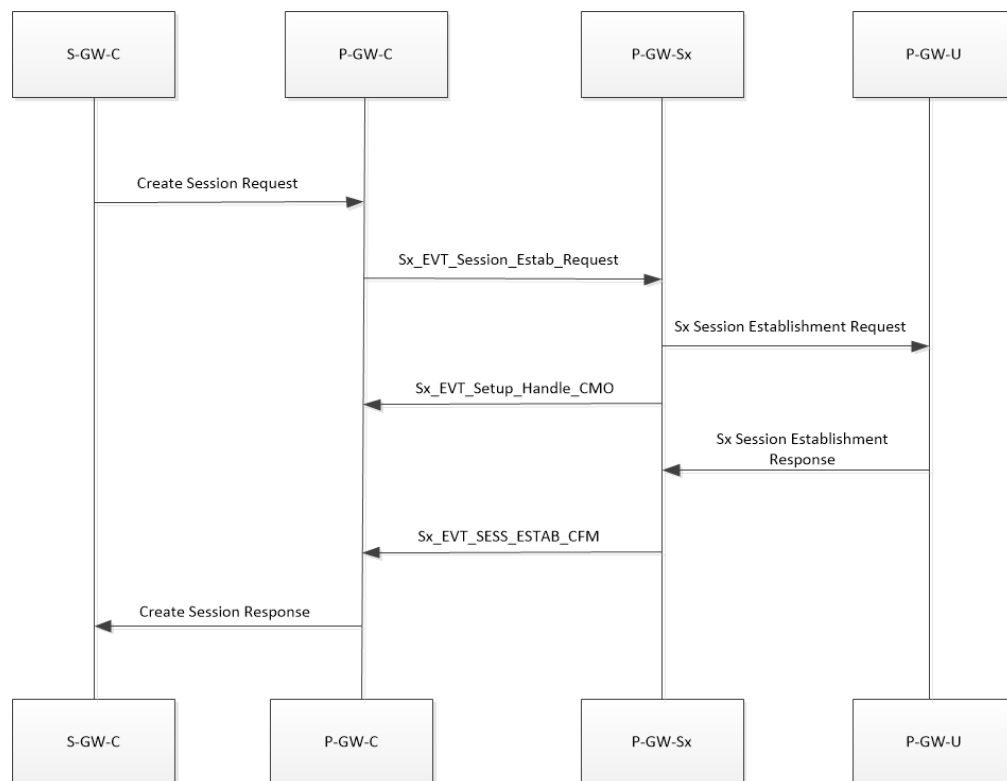 S-GW-C
P-GW-C
P-GW-Sx
P-GW-U
Create Session Request
Sx_EVT_Session_Estab_Request
Sx Session Establishment Request
Sx_EVT_Setup_Handle_CMO
Sx Session Establishment
Response
Sx_EVT_SESS_ESTAB_CFM
Create Session Response
S-GW-C
P-GW-C
P-GW-Sx
P-GW-U